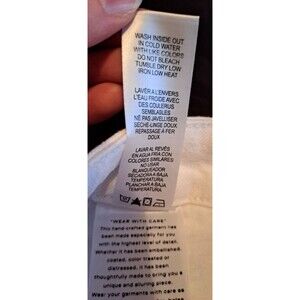 WASH INSIDE OUT
IN COLD WATER
WITH LIKE COLORS
DO NOT BLEACH
TUMBLE DRY LOW
IRON LOW HEAT
LAVER A L'ENVERS
L'EAU FROIDE AVEC
DES COULEURS
SEMBLABLES
NE PAS JAVELLISER
SECHE-LINGE DOUX
REPASSAGE À FER
DOUX
LAVAR AL REVÉS
EN AGUA FRIA CON
COLORES SIMILARES
NO USAR
BLANQUEADOR
SECADORA A BAJA
TEMPERATURA
PLANCHA A BAJA
TEMPERATURA
"WEAR WITH CARE"
This hand crafted garment has
been made especially for you
with the highest level of detail.
Whether it has been embellished,
coated, color treated or
distressed, it has been
thoughtfully made to bring you a
unique and alluring piece.
Wear your garments with care as